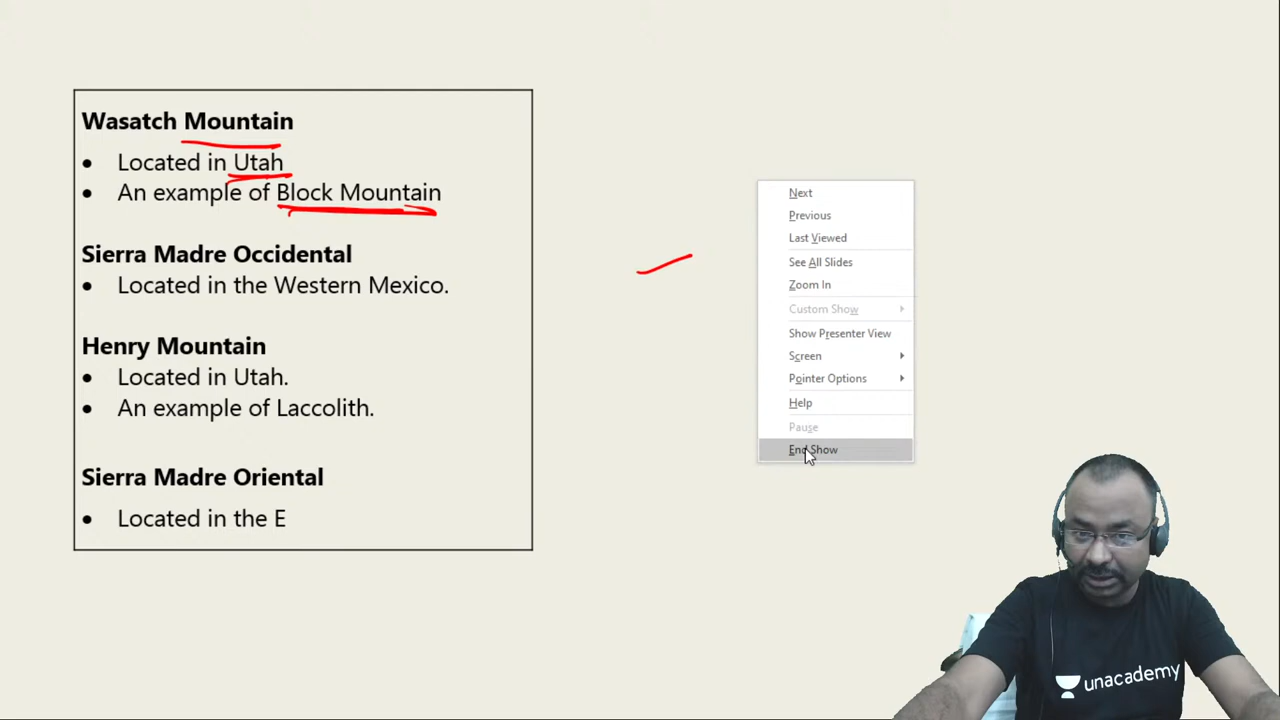 Wasatch Mountain
• Located in Utah
• An example of Block Mountain
Sierra Madre Occidental
• Located in the Western Mexico.
Henry Mountain
• Located in Utah.
• An example of Laccolith.
Sierra Madre Oriental
• Located in the E
Next
Previous
Last Viewed
See All Slides
Zoom In
Custom Show
Show Presenter View
Screen
Pointer Options
Help
Pause
End Show
unacademy